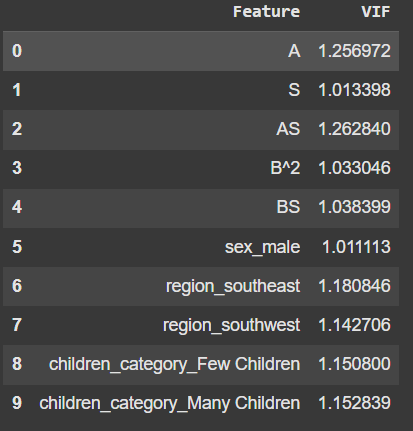 Feature VIF
0 A 1.256972
1 S 1.013398
2 AS 1.262840
3 B^2 1.033046
4 BS 1.038399
5 sex_male 1.011113
6 region_southeast 1.180846
7 region_southwest 1.142706
8 children_category_Few Children 1.150800
9 children_category_Many Children 1.152839